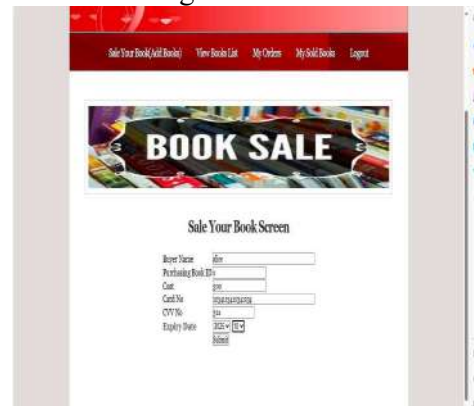 Sale Your Book(Add Books) View Books List My Orders My Sold Books Logout
BOOK SALE
Sale Your Book Screen
Buyer Name
Purchasing Book ID
Cost
Card No
CVV No
Expiry Date 2025
Submit